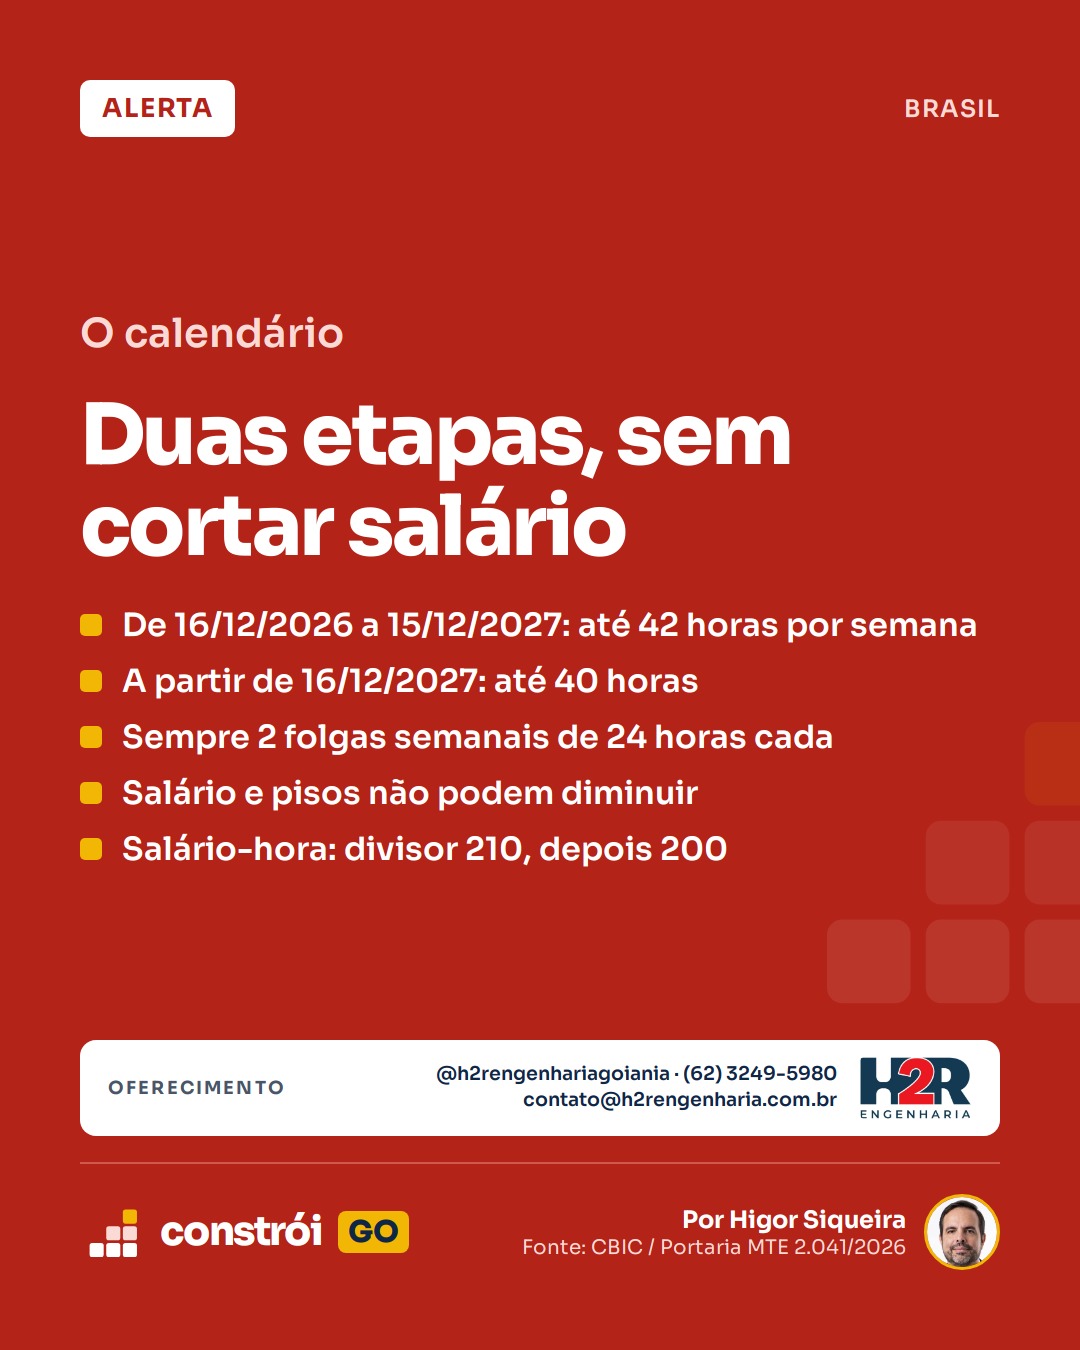 ALERTA
BRASIL
O calendário
Duas etapas, sem
cortar salário
De 16/12/2026 a 15/12/2027: até 42 horas por semana
A partir de 16/12/2027: até 40 horas
Sempre 2 folgas semanais de 24 horas cada
Salário e pisos não podem diminuir
Salário-hora: divisor 210, depois 200
OFERECIMENTO
@h2rengenhariagoiania · (62) 3249-5980
contato@h2rengenharia.com.br
H2R
ENGENHARIA
constrói GO
Por Higor Siqueira
Fonte: CBIC / Portaria MTE 2.041/2026